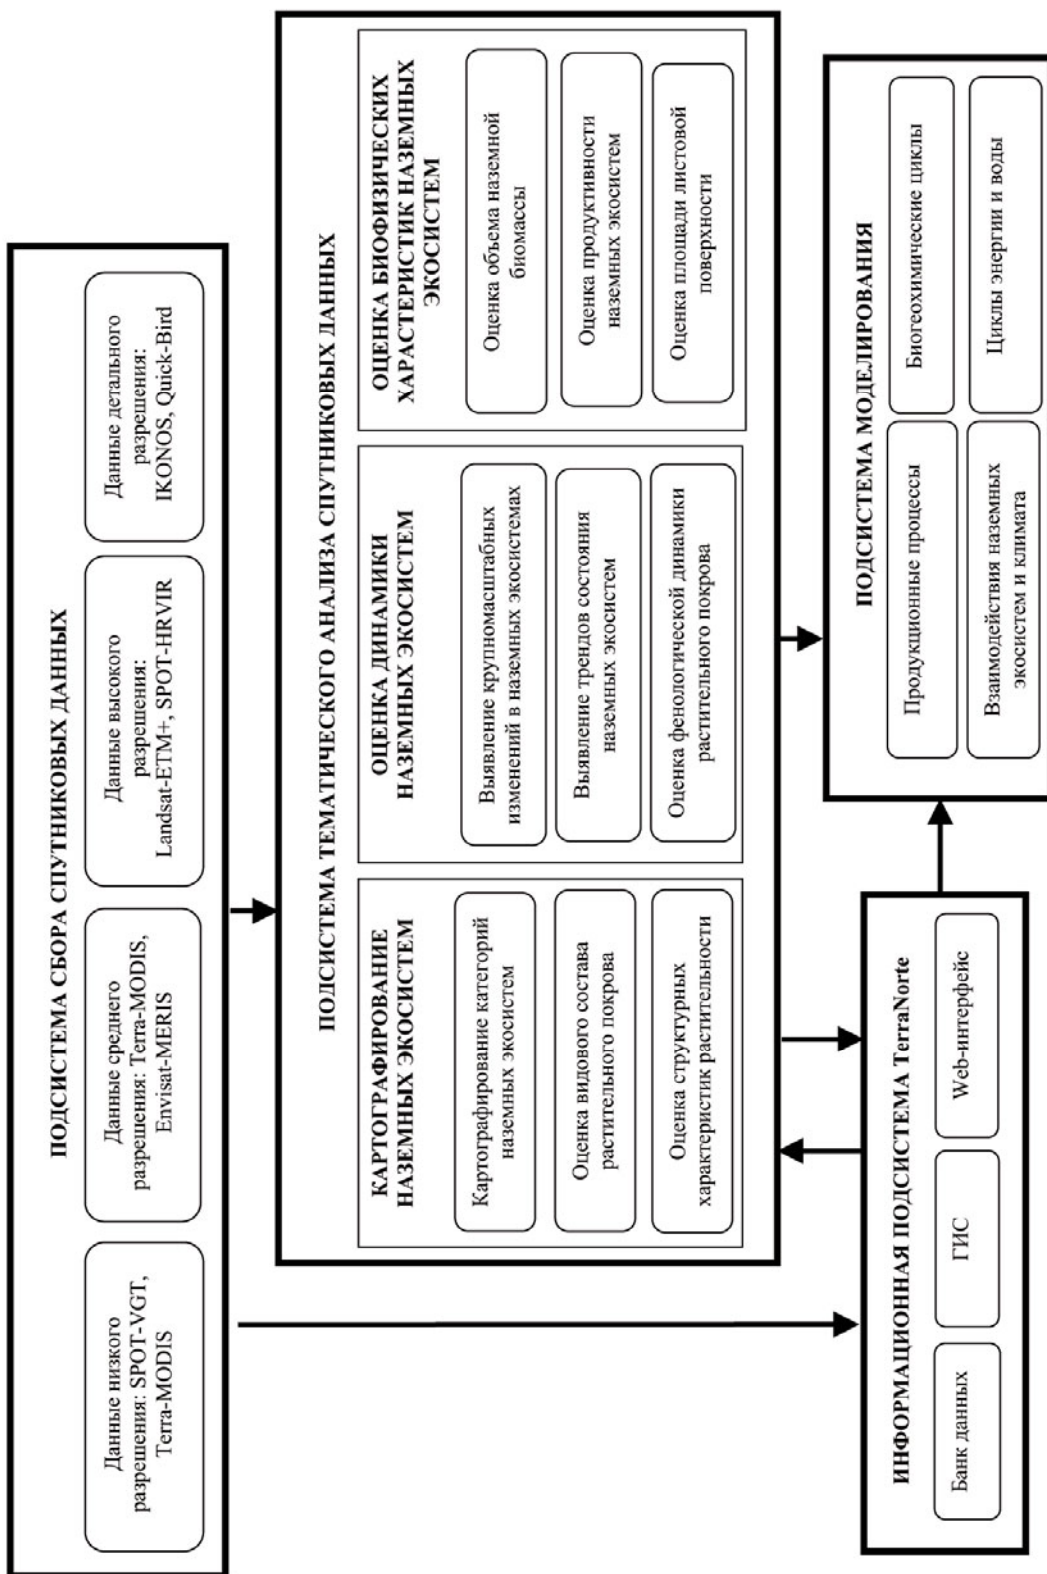 ПОДСИСТЕМА СБОРА СПУТНИКОВЫХ ДАННЫХ
Данные низкого
разрешения: SPOT-VGT,
Terra-MODIS
Данные среднего
разрешения: Terra-MODIS,
Envisat-MERIS
Данные высокого
разрешения:
Landsat-ETM+, SPOT-HRVIR
Данные детального
разрешения:
IKONOS, Quick-Bird
ПОДСИСТЕМА ТЕМАТИЧЕСКОГО АНАЛИЗА СПУТНИКОВЫХ ДАННЫХ
КАРТОГРАФИРОВАНИЕ
НАЗЕМНЫХ ЭКОСИСТЕМ
Картографирование категорий
наземных экосистем
Оценка видового состава
растительного покрова
Оценка структурных
характеристик растительности
ОЦЕНКА ДИНАМИКИ
НАЗЕМНЫХ ЭКОСИСТЕМ
Выявление крупномасштабных
изменений в наземных экосистемах
Выявление трендов состояния
наземных экосистем
Оценка фенологической динамики
растительного покрова
ОЦЕНКА БИОФИЗИЧЕСКИХ
ХАРАСТЕРИСТИК НАЗЕМНЫХ
ЭКОСИСТЕМ
Оценка объема наземной
биомассы
Оценка продуктивности
наземных экосистем
Оценка площади листовой
поверхности
ИНФОРМАЦИОННАЯ ПОДСИСТЕМА TerraNorte
Банк данных
ГИС
Web-интерфейс
ПОДСИСТЕМА МОДЕЛИРОВАНИЯ
Продукционные процессы
Биогеохимические циклы
Взаимодействия наземных
экосистем и климата
Циклы энергии и воды